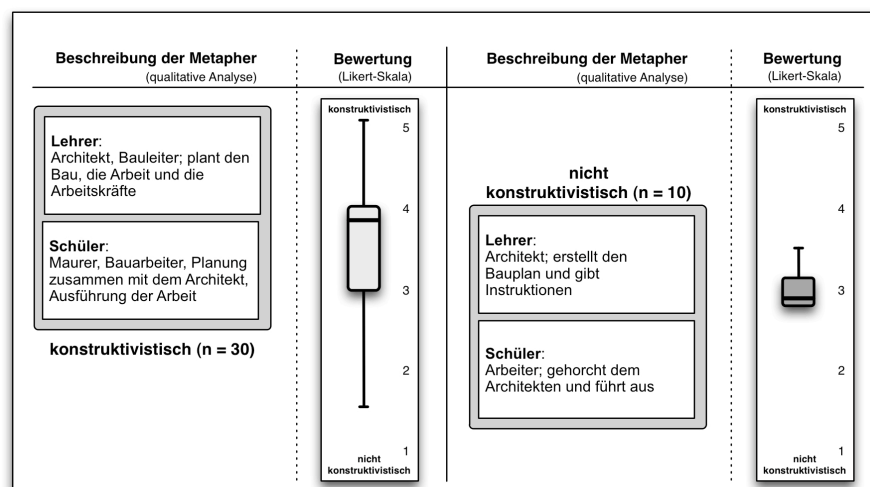 Beschreibung der Metapher
(qualitative Analyse)
Bewertung
(Likert-Skala)
Beschreibung der Metapher
(qualitative Analyse)
Bewertung
(Likert-Skala)
Lehrer:
Architekt, Bauleiter; plant den
Bau, die Arbeit und die
Arbeitskräfte
Schüler:
Maurer, Bauarbeiter, Planung
zusammen mit dem Architekt,
Ausführung der Arbeit
konstruktivistisch (n = 30)
konstruktivistisch
5
4
3
2
1
nicht
konstruktivistisch
nicht
konstruktivistisch (n = 10)
Lehrer:
Architekt; erstellt den
Bauplan und gibt
Instruktionen
Schüler:
Arbeiter; gehorcht dem
Architekten und führt aus
konstruktivistisch
5
4
3
2
1
nicht
konstruktivistisch